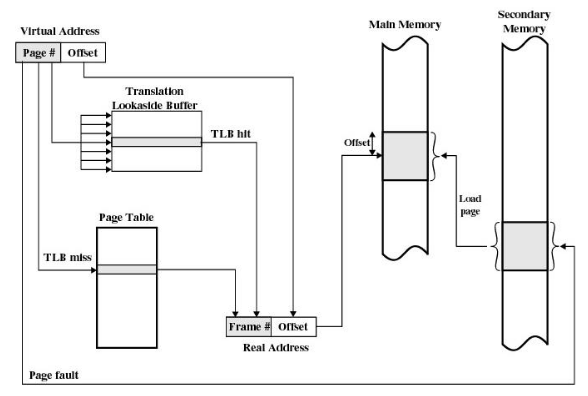 Secondary
Memory
Main Memory
Virtual Address
Page # Offset
Translation
Lookaside Buffer
TLB hit
Offset
Load
page
Page Table
TLB miss
Frame # Offset
Real Address
Page fault